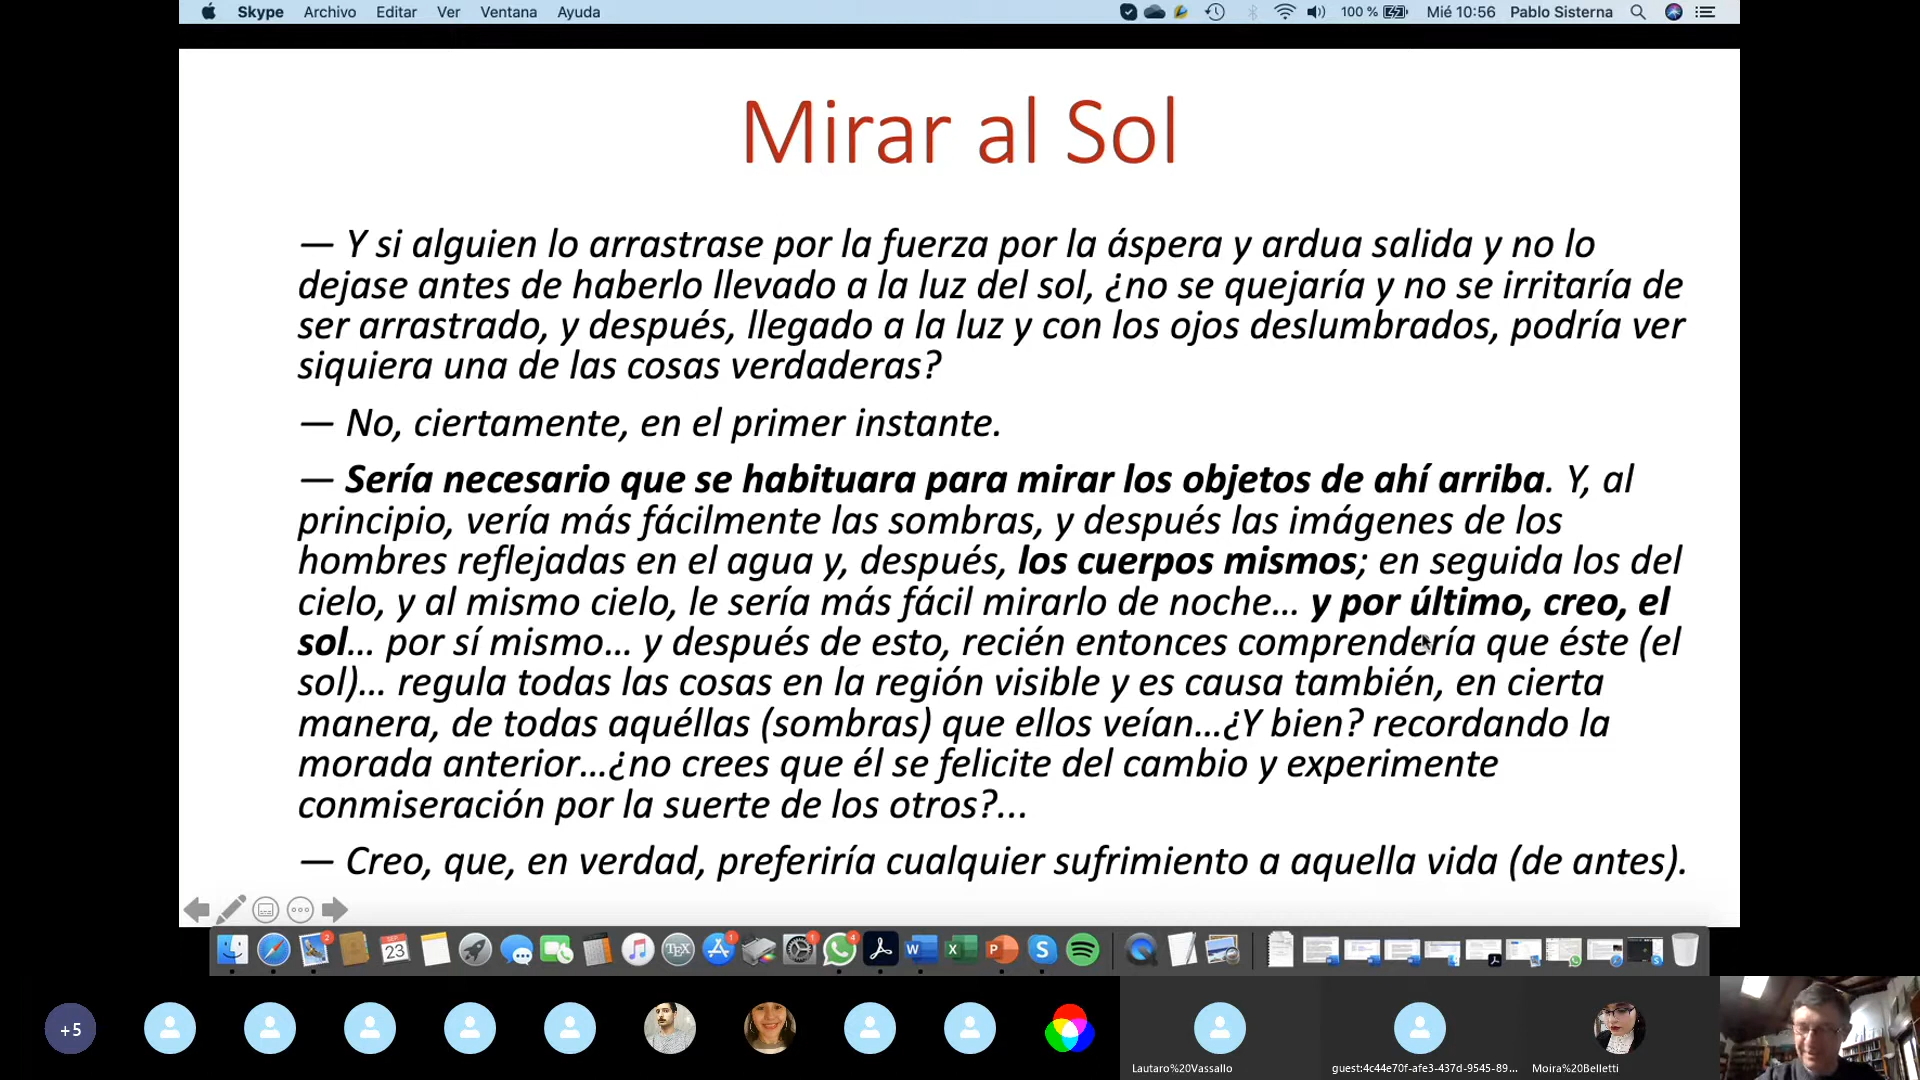 Skype Archivo Editar Ver Ventana Ayuda 100 % Mié 10:56 Pablo Sisterna
Mirar al Sol
— Y si alguien lo arrastrase por la fuerza por la áspera y ardua salida y no lo
dejase antes de haberlo llevado a la luz del sol, ¿no se quejaría y no se irritaría de
ser arrastrado, y después, llegado a la luz y con los ojos deslumbrados, podría ver
siquiera una de las cosas verdaderas?
— No, ciertamente, en el primer instante.
— Sería necesario que se habituara para mirar los objetos de ahí arriba. Y, al
principio, vería más fácilmente las sombras, y después las imágenes de los
hombres reflejadas en el agua y, después, los cuerpos mismos; en seguida los del
cielo, y al mismo cielo, le sería más fácil mirarlo de noche... y por último, creo, el
sol... por sí mismo... y después de esto, recién entonces comprendería que éste (el
sol)... regula todas las cosas en la región visible y es causa también, en cierta
manera, de todas aquéllas (sombras) que ellos veían...¿Y bien? recordando la
morada anterior...¿no crees que él se felicite del cambio y experimente
conmiseración por la suerte de los otros?...
— Creo, que, en verdad, preferiría cualquier sufrimiento a aquella vida (de antes).
2 SEP 23 TEX 1 4 W X P S
+5
Lautaro%20Vassallo guest:4c44e70f-afe3-437d-9545-89... Moira%20Belletti